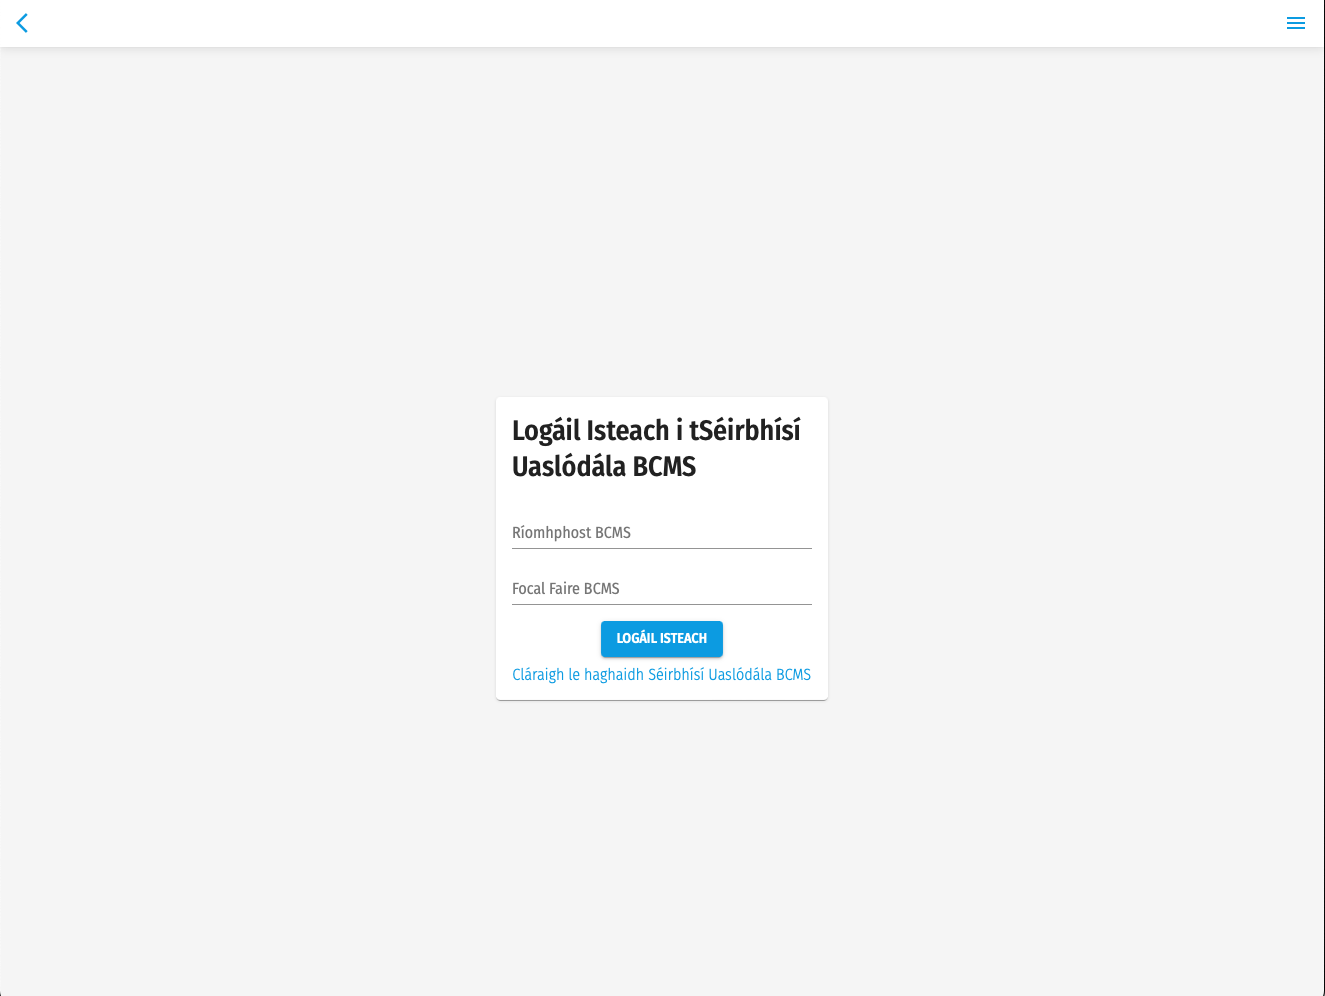 Logáil Isteach i tSéirbhísí
Uaslódála BCMS
Ríomhphost BCMS
Focal Faire BCMS
LOGÁIL ISTEACH
Cláraigh le haghaidh Séirbhísí Uaslódála BCMS